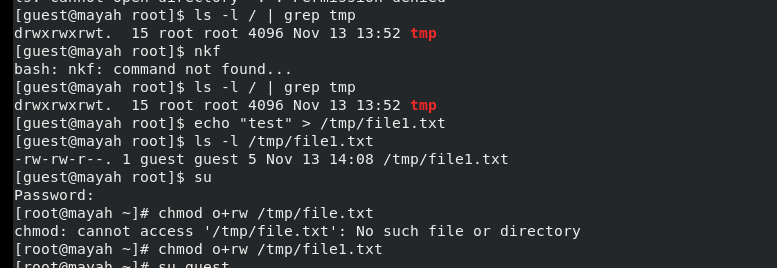 ls: cannot open directory '.': Permission denied
[guest@mayah root]$ ls -l / | grep tmp
drwxrwxrwt.  15 root root 4096 Nov 13 13:52 tmp
[guest@mayah root]$ nkf
bash: nkf: command not found...
[guest@mayah root]$ ls -l / | grep tmp
drwxrwxrwt.  15 root root 4096 Nov 13 13:52 tmp
[guest@mayah root]$ echo "test" > /tmp/file1.txt
[guest@mayah root]$ ls -l /tmp/file1.txt
-rw-rw-r--. 1 guest guest 5 Nov 13 14:08 /tmp/file1.txt
[guest@mayah root]$ su
Password:
[root@mayah ~]# chmod o+rw /tmp/file.txt
chmod: cannot access '/tmp/file.txt': No such file or directory
[root@mayah ~]# chmod o+rw /tmp/file1.txt
[root@mayah ~]# su guest